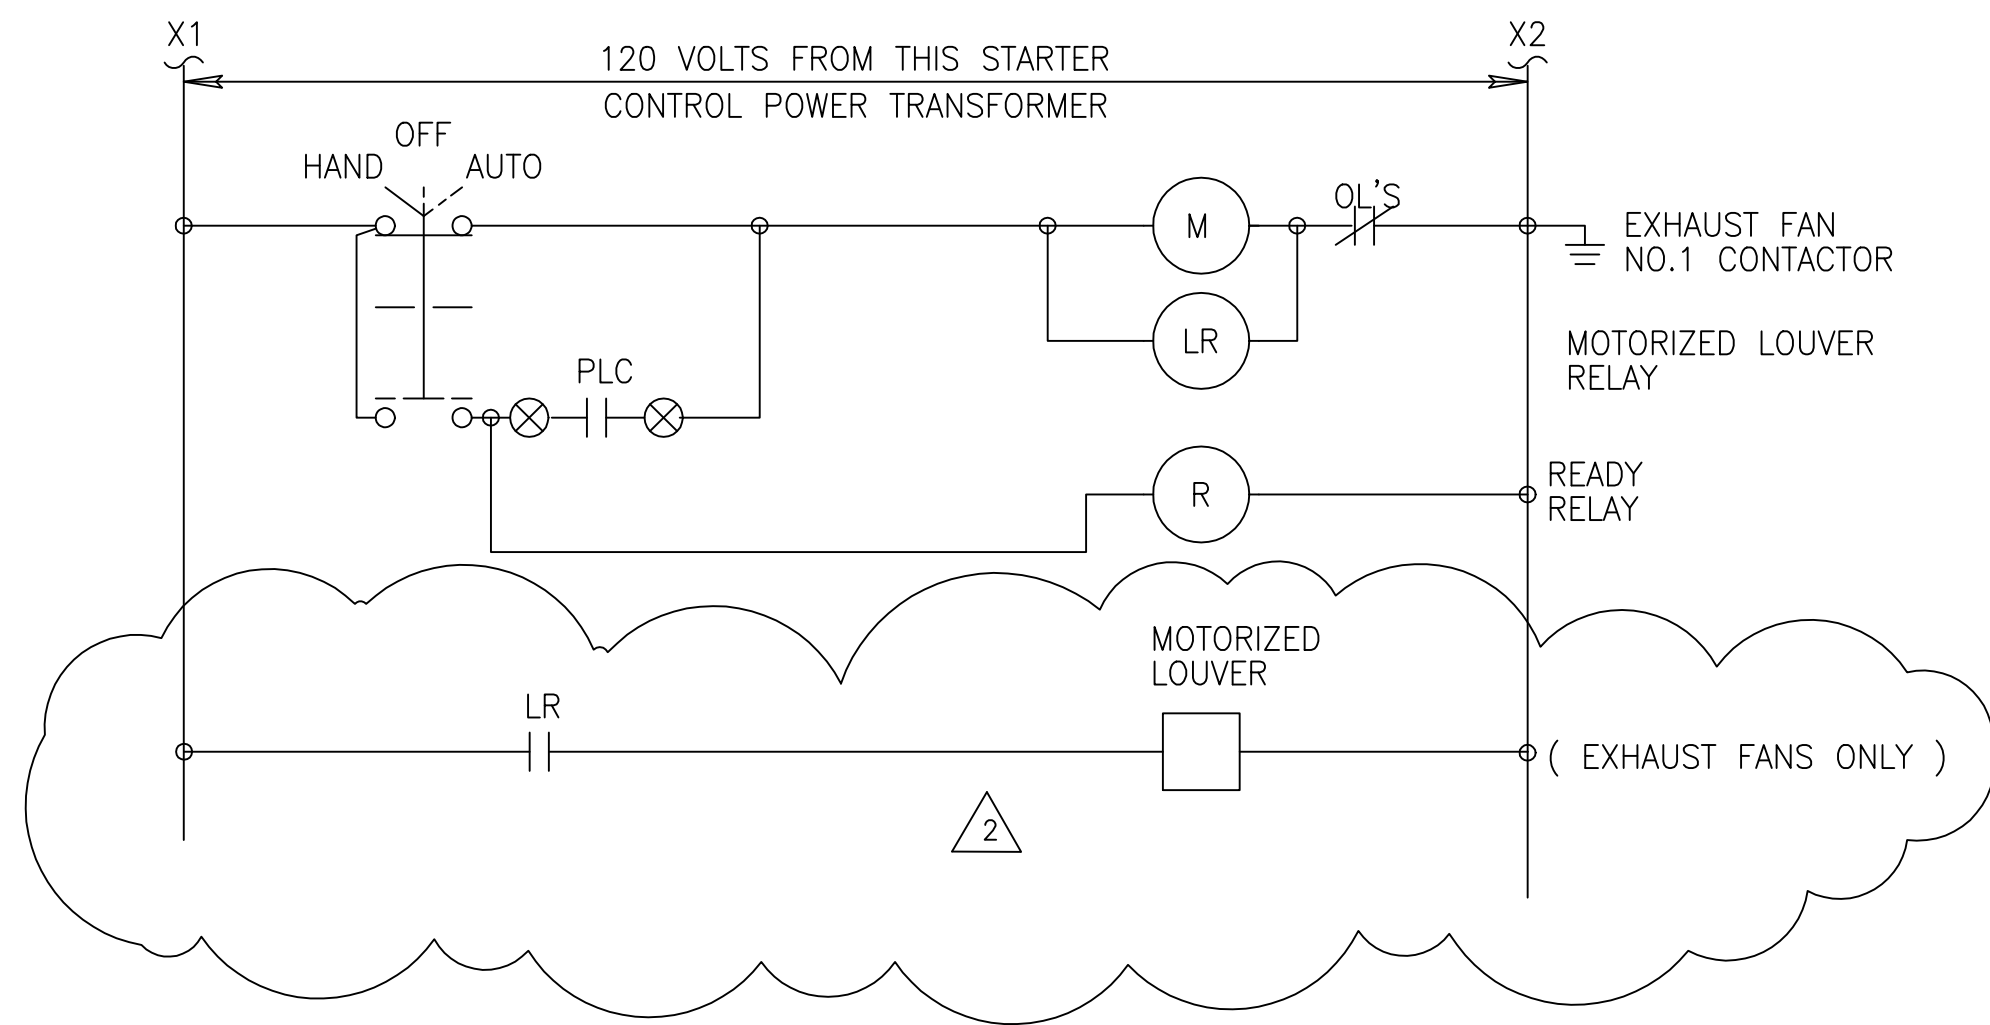 X1
X2
120 VOLTS FROM THIS STARTER
CONTROL POWER TRANSFORMER
OFF
HAND
AUTO
M
OL'S
EXHAUST FAN
NO.1 CONTACTOR
LR
MOTORIZED LOUVER
RELAY
PLC
R
READY
RELAY
MOTORIZED
LOUVER
LR
( EXHAUST FANS ONLY )
2